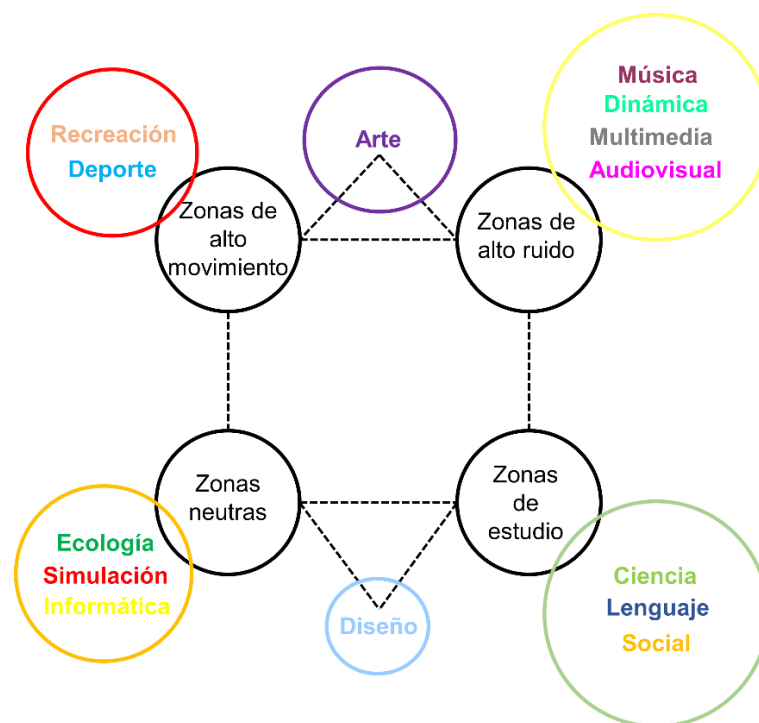 Recreación
Deporte
Zonas de
alto
movimiento
Arte
Música
Dinámica
Multimedia
Audiovisual
Zonas de
alto ruido
Zonas
neutras
Ecología
Simulación
Informática
Diseño
Zonas
de
estudio
Ciencia
Lenguaje
Social